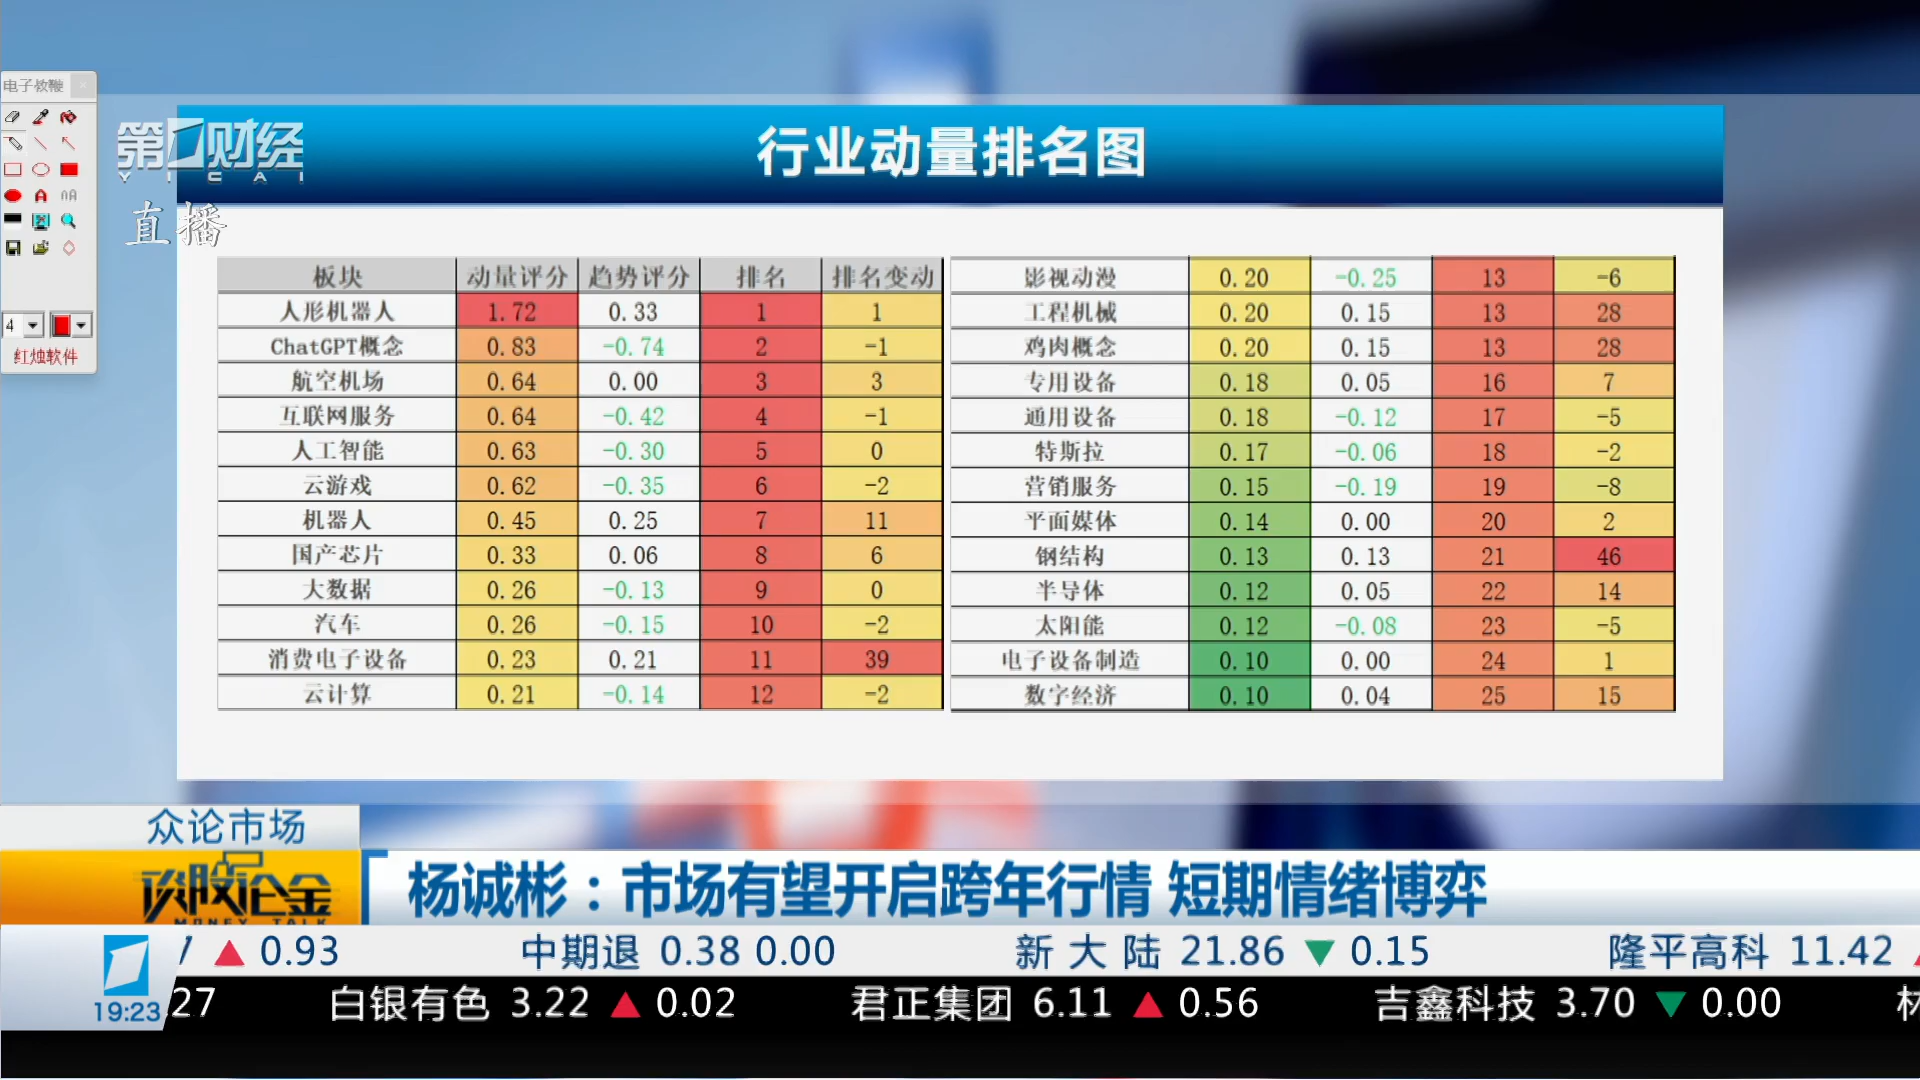 电子教鞭
第一财经
YICAI
直播
4
红烛软件
行业动量排名图
板块 动量评分 趋势评分 排名 排名变动
人形机器人 1.72 0.33 1 1
ChatGPT概念 0.83 -0.74 2 -1
航空机场 0.64 0.00 3 3
互联网服务 0.64 -0.42 4 -1
人工智能 0.63 -0.30 5 0
云游戏 0.62 -0.35 6 -2
机器人 0.45 0.25 7 11
国产芯片 0.33 0.06 8 6
大数据 0.26 -0.13 9 0
汽车 0.26 -0.15 10 -2
消费电子设备 0.23 0.21 11 39
云计算 0.21 -0.14 12 -2
影视动漫 0.20 -0.25 13 -6
工程机械 0.20 0.15 13 28
鸡肉概念 0.20 0.15 13 28
专用设备 0.18 0.05 16 7
通用设备 0.18 -0.12 17 -5
特斯拉 0.17 -0.06 18 -2
营销服务 0.15 -0.19 19 -8
平面媒体 0.14 0.00 20 2
钢结构 0.13 0.13 21 46
半导体 0.12 0.05 22 14
太阳能 0.12 -0.08 23 -5
电子设备制造 0.10 0.00 24 1
数字经济 0.10 0.04 25 15
众论市场
谈股论金
MONEY TALK
杨诚彬：市场有望开启跨年行情 短期情绪博弈
▲ 0.93 中期退 0.38 0.00 新大陆 21.86 ▼ 0.15 隆平高科 11.42
19:23
27 白银有色 3.22 ▲ 0.02 君正集团 6.11 ▲ 0.56 吉鑫科技 3.70 ▼ 0.00